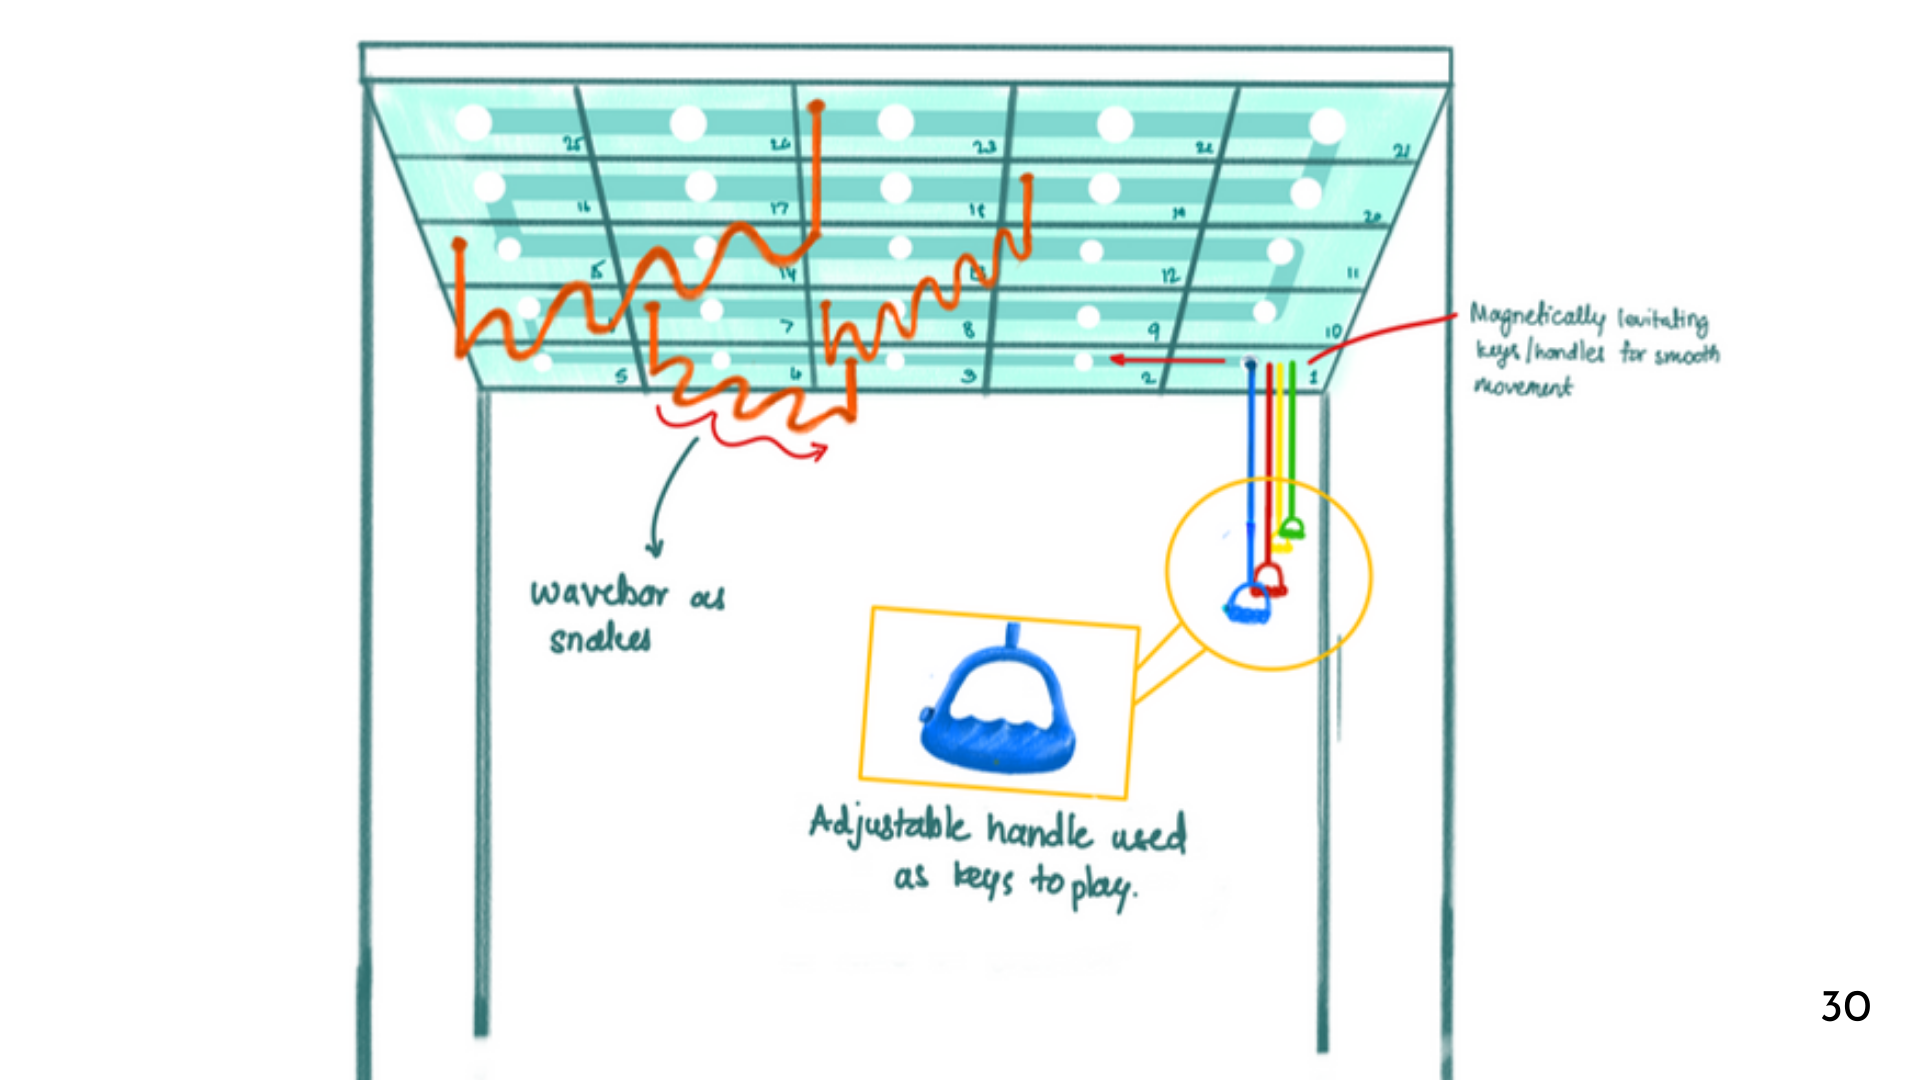 25 24 23 22 21
16 17 18 19 20
15 14 13 12 11
7 8 9 10
5 4 3 2 1
Magnetically levitating
keys/handles for smooth
movement
wavebar as
snakes
Adjustable handle used
as keys to play.
30